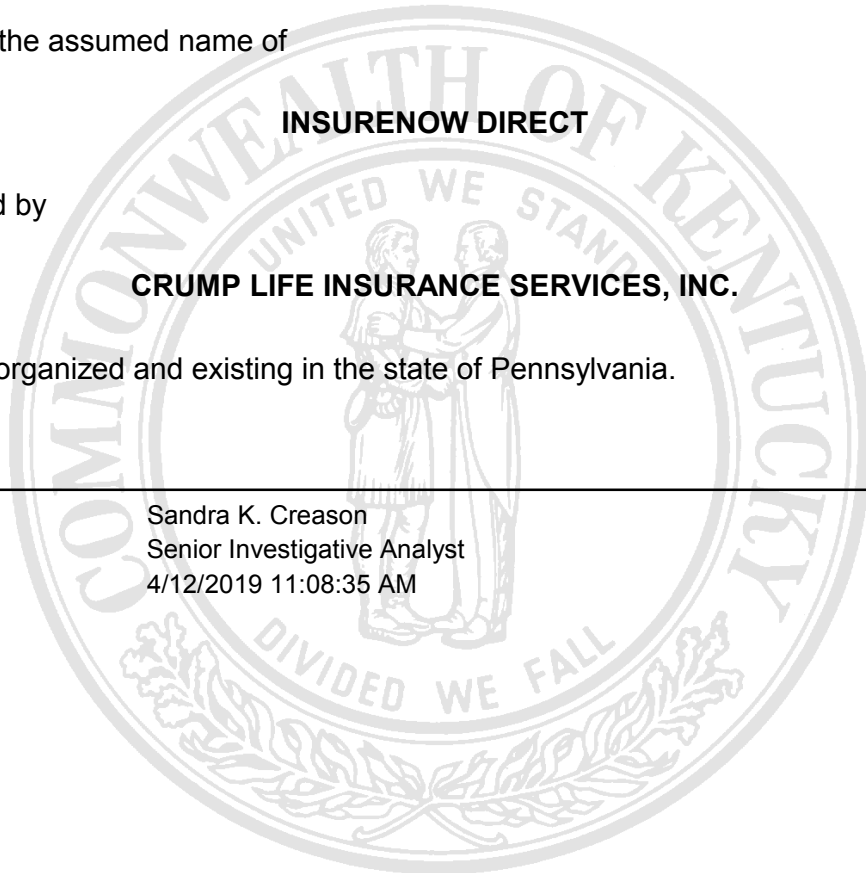 the assumed name of
INSURENOW DIRECT
d by
CRUMP LIFE INSURANCE SERVICES, INC.
organized and existing in the state of Pennsylvania.
Sandra K. Creason
Senior Investigative Analyst
4/12/2019 11:08:35 AM
COMMONWEALTH OF KENTUCKY
UNITED WE STAND
DIVIDED WE FALL